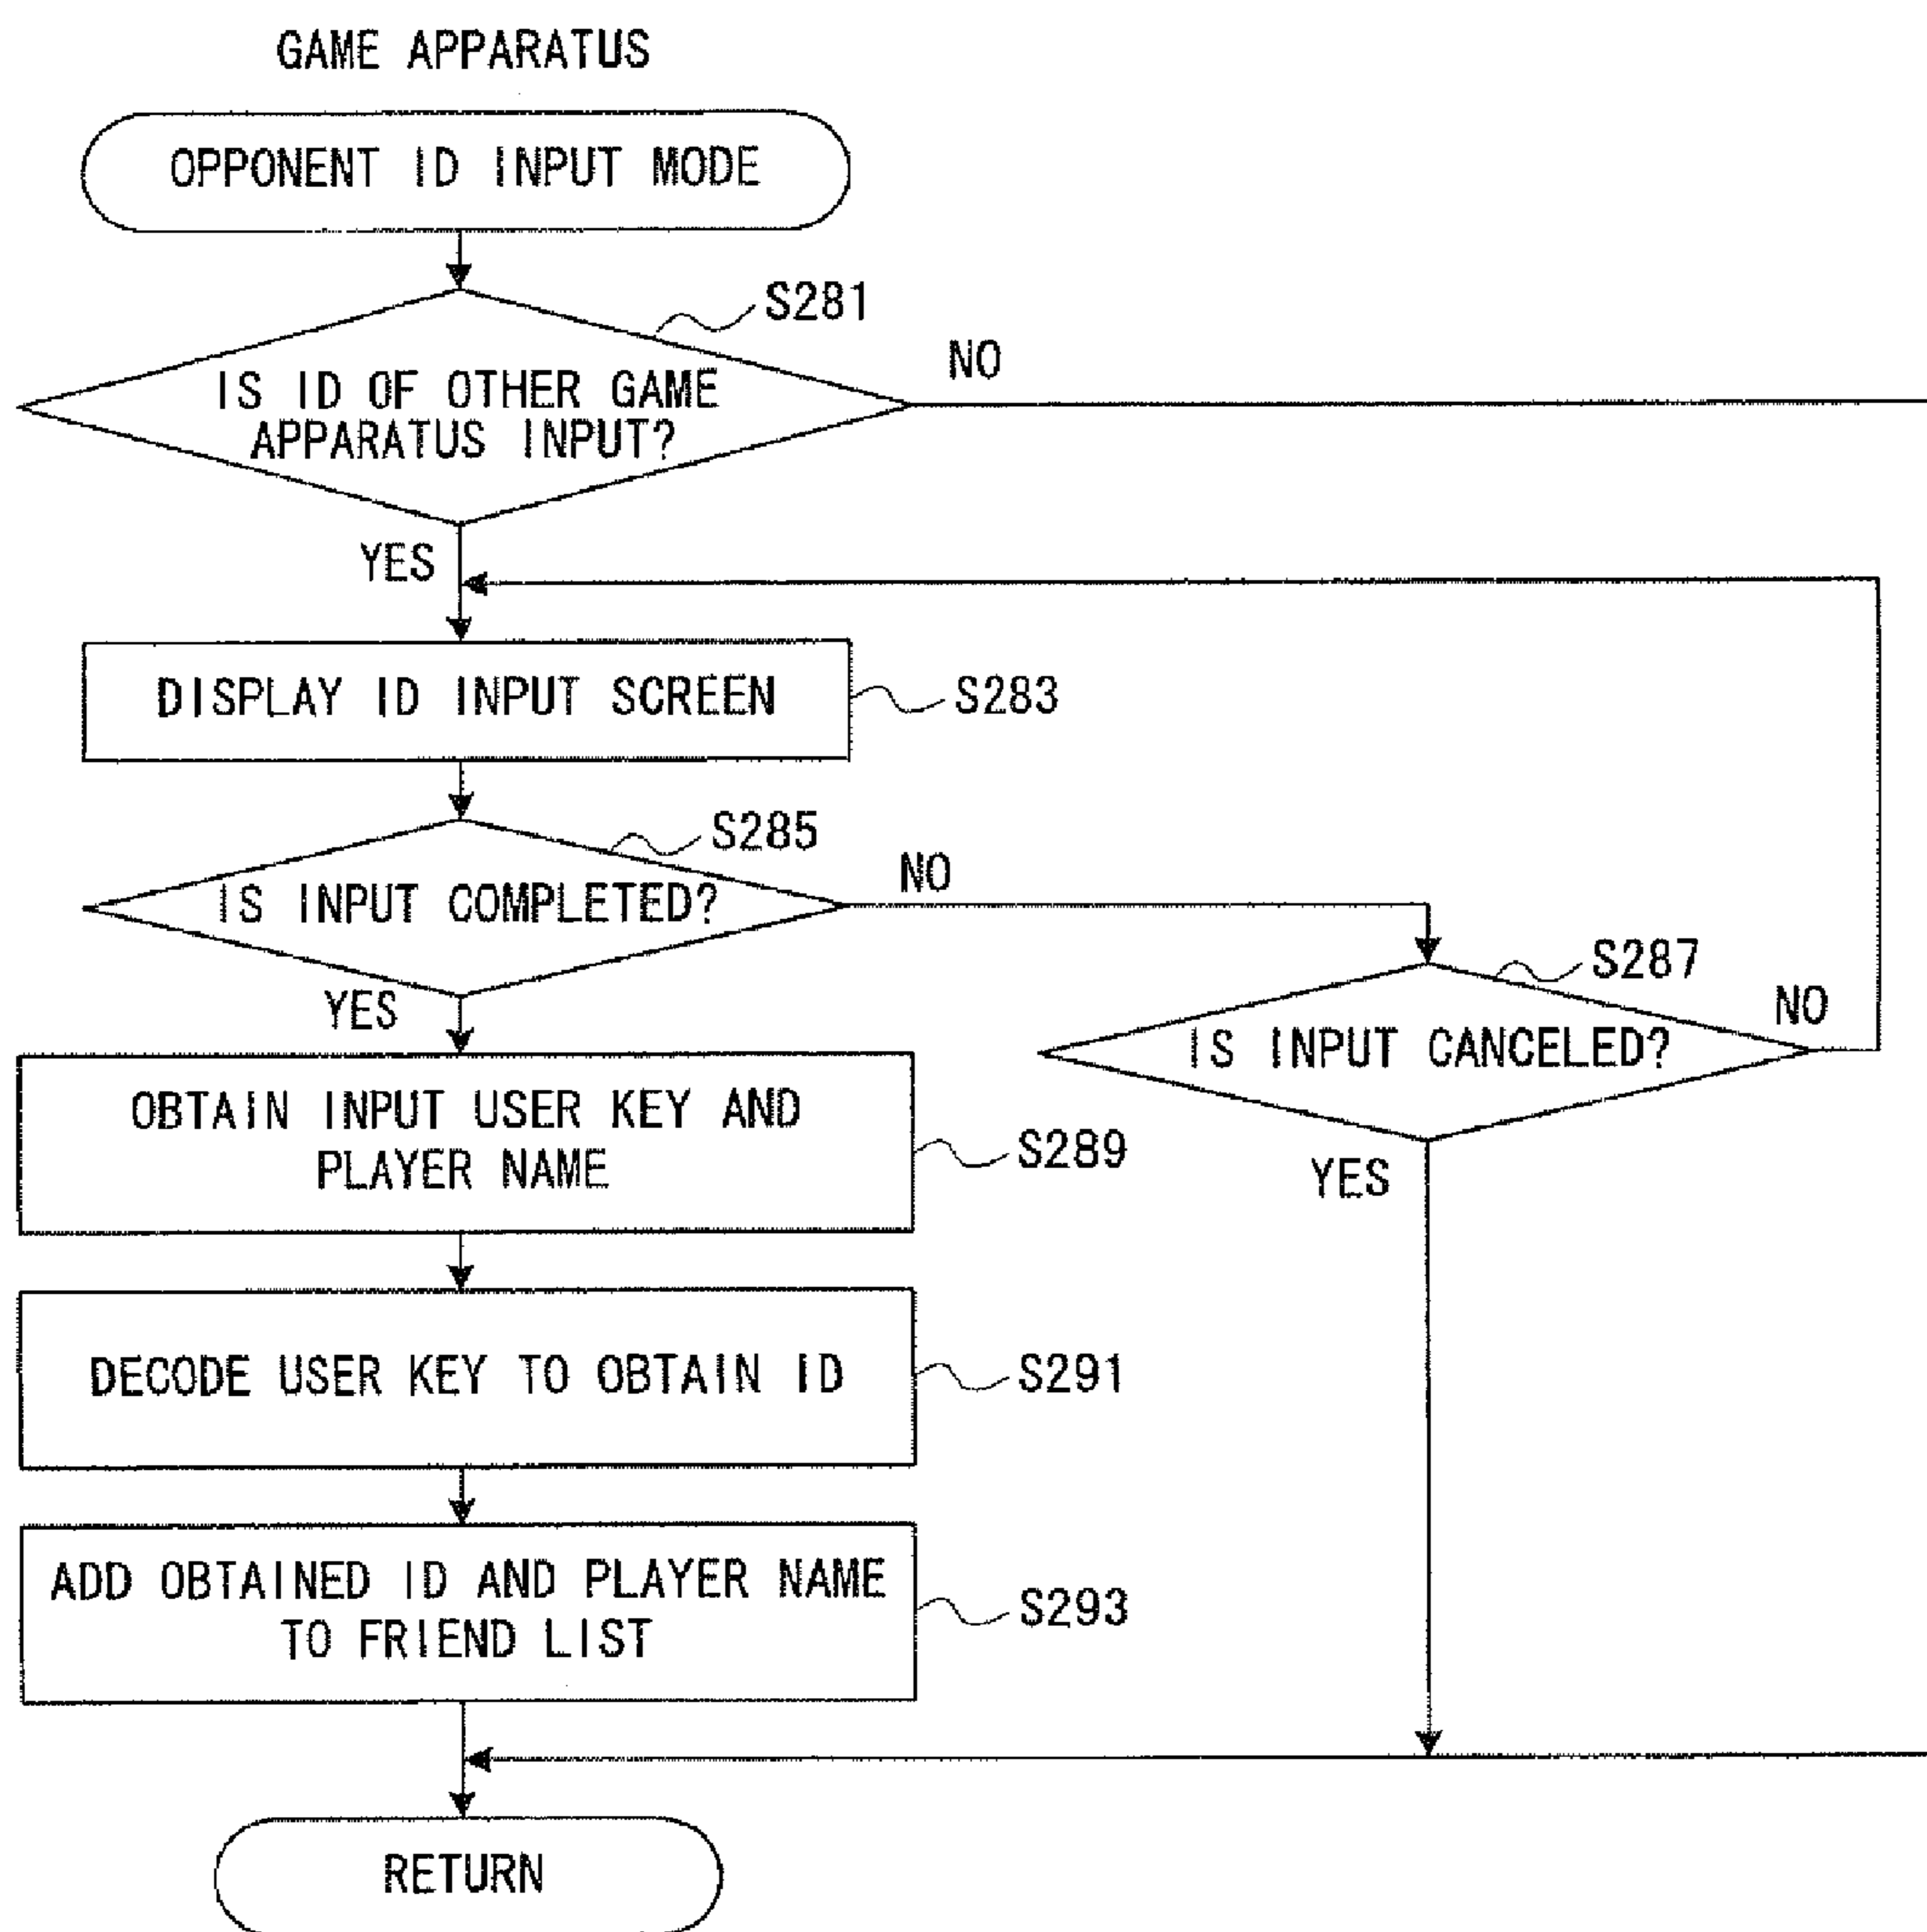 GAME APPARATUS
OPPONENT ID INPUT MODE
S281
NO
IS ID OF OTHER GAME
APPARATUS INPUT?
YES
DISPLAY ID INPUT SCREEN
S283
S285
NO
IS INPUT COMPLETED?
S287
NO
YES
IS INPUT CANCELED?
OBTAIN INPUT USER KEY AND
PLAYER NAME
S289
YES
DECODE USER KEY TO OBTAIN ID
S291
ADD OBTAINED ID AND PLAYER NAME
TO FRIEND LIST
S293
RETURN